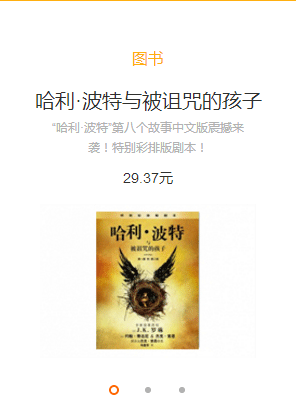 图书
哈利·波特与被诅咒的孩子
“哈利·波特”第八个故事中文版震撼来
袭！特别彩排版剧本！
29.37元
哈利·波特
与
被诅咒的孩子
J.K. 罗琳